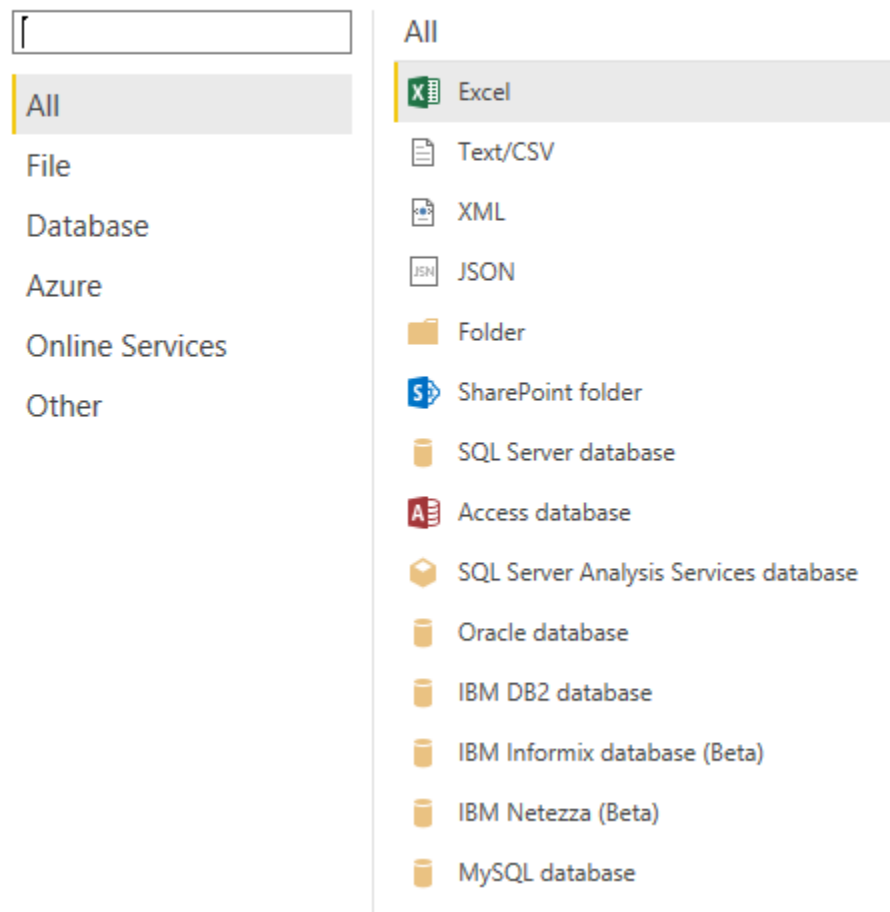 All
File
Database
Azure
Online Services
Other
All
Excel
Text/CSV
XML
JSN JSON
Folder
SharePoint folder
SQL Server database
Access database
SQL Server Analysis Services database
Oracle database
IBM DB2 database
IBM Informix database (Beta)
IBM Netezza (Beta)
MySQL database